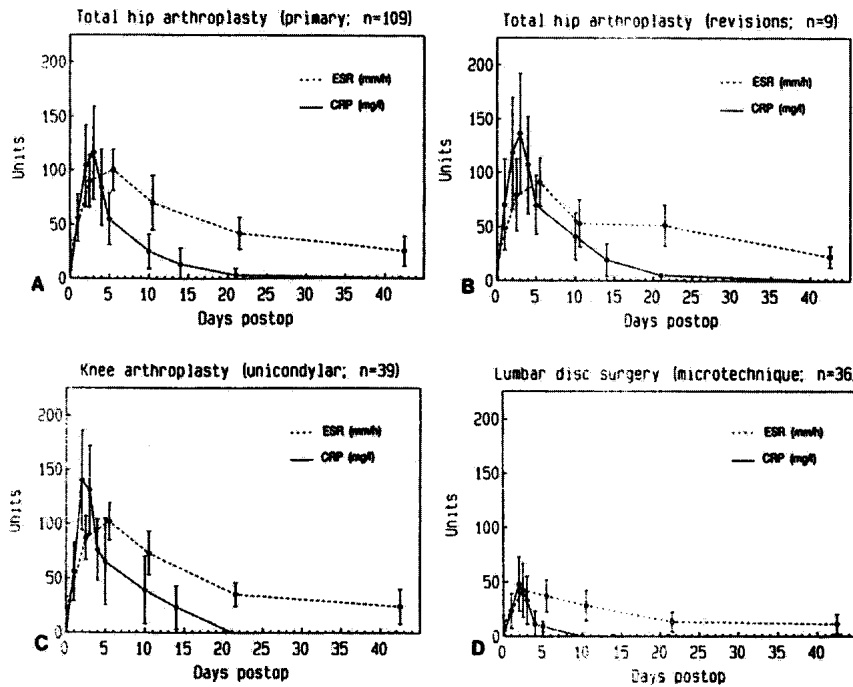 Total hip arthroplasty (primary; n=109)
200
150
100
50
0
Units
ESR (mm/h)
CRP (mg/l)
0 5 10 15 20 25 30 35 40
Days postop
A
Total hip arthroplasty (revisions; n=9)
200
150
100
50
0
Units
ESR (mm/h)
CRP (mg/l)
0 5 10 15 20 25 30 35 40
Days postop
B
Knee arthroplasty (unicondylar; n=39)
200
150
100
50
0
Units
ESR (mm/h)
CRP (mg/l)
0 5 10 15 20 25 30 35 40
Days postop
C
Lumbar disc surgery (microtechnique; n=36
200
150
100
50
0
Units
ESR (mm/h)
CRP (mg/l)
0 5 10 15 20 25 30 35 40
Days postop
D